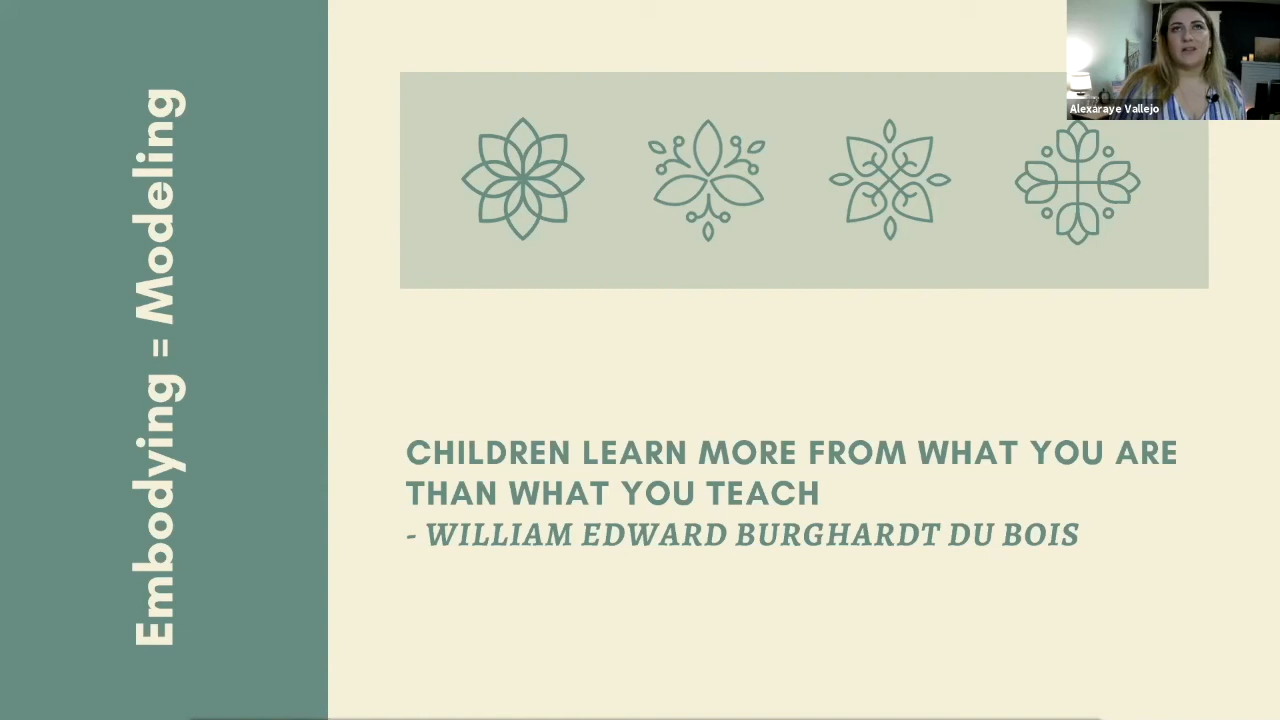 Embodying = Modeling
Alexaraye Vallejo
CHILDREN LEARN MORE FROM WHAT YOU ARE
THAN WHAT YOU TEACH
- WILLIAM EDWARD BURGHARDT DU BOIS